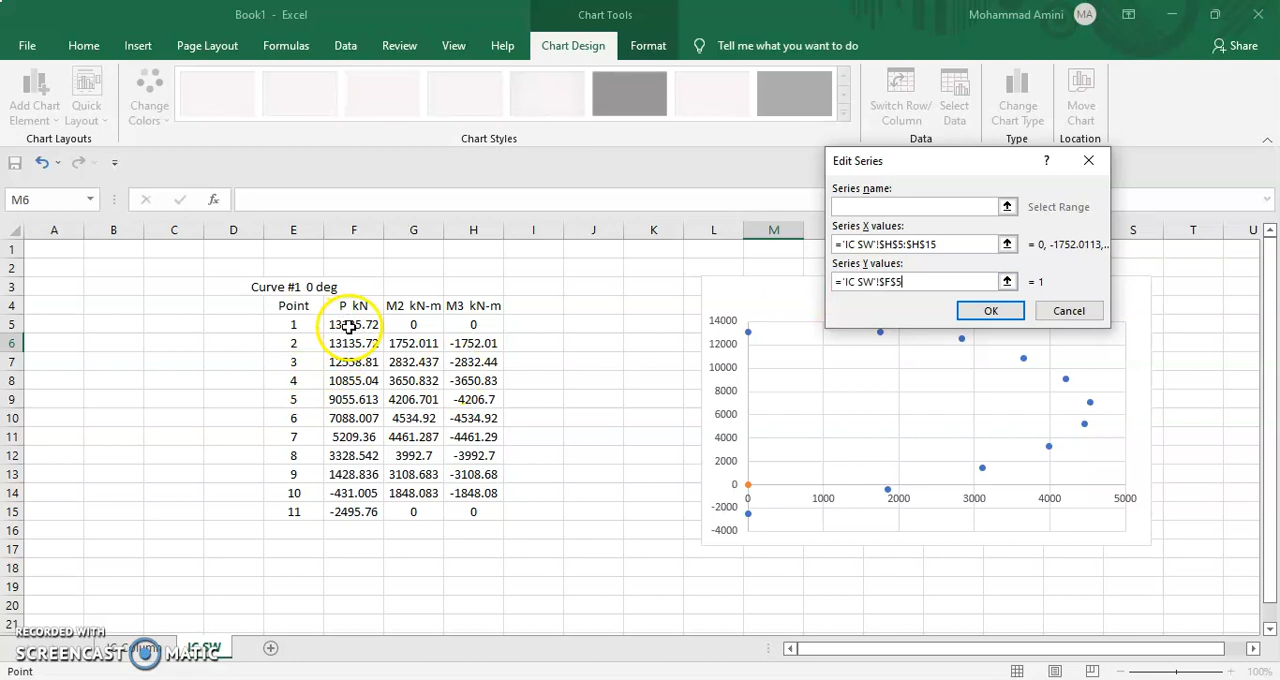 Book1 - Excel
Chart Tools
Mohammad Amini
MA
File
Home
Insert
Page Layout
Formulas
Data
Review
View
Help
Chart Design
Format
Tell me what you want to do
Share
Add Chart
Element
Quick
Layout
Change
Colors
Switch Row/
Column
Select
Data
Change
Chart Type
Move
Chart
Chart Layouts
Chart Styles
Data
Type
Location
M6
fx
Edit Series
?
Series name:
Select Range
Series X values:
='IC SW'!$H$5:$H$15
= 0, -1752.0113,..
Series Y values:
='IC SW'!$F$5
= 1
OK
Cancel
A B C D E F G H I J K L M S T U
1
2
3 Curve #1 0 deg
4 Point P kN M2 kN-m M3 kN-m
5 1 0 0
6 2 13135.72 1752.011 -1752.01
7 3 12558.81 2832.437 -2832.44
8 4 10855.04 3650.832 -3650.83
9 5 9055.613 4206.701 -4206.7
10 6 7088.007 4534.92 -4534.92
11 7 5209.36 4461.287 -4461.29
12 8 3328.542 3992.7 -3992.7
13 9 1428.836 3108.683 -3108.68
14 10 -431.005 1848.083 -1848.08
15 11 -2495.76 0 0
16
17
18
19
20
21
14000
12000
10000
8000
6000
4000
2000
0
-2000
-4000
0 1000 2000 3000 4000 5000
IC SW
RECORDED WITH
SCREENCAST MATIC
Point
100%